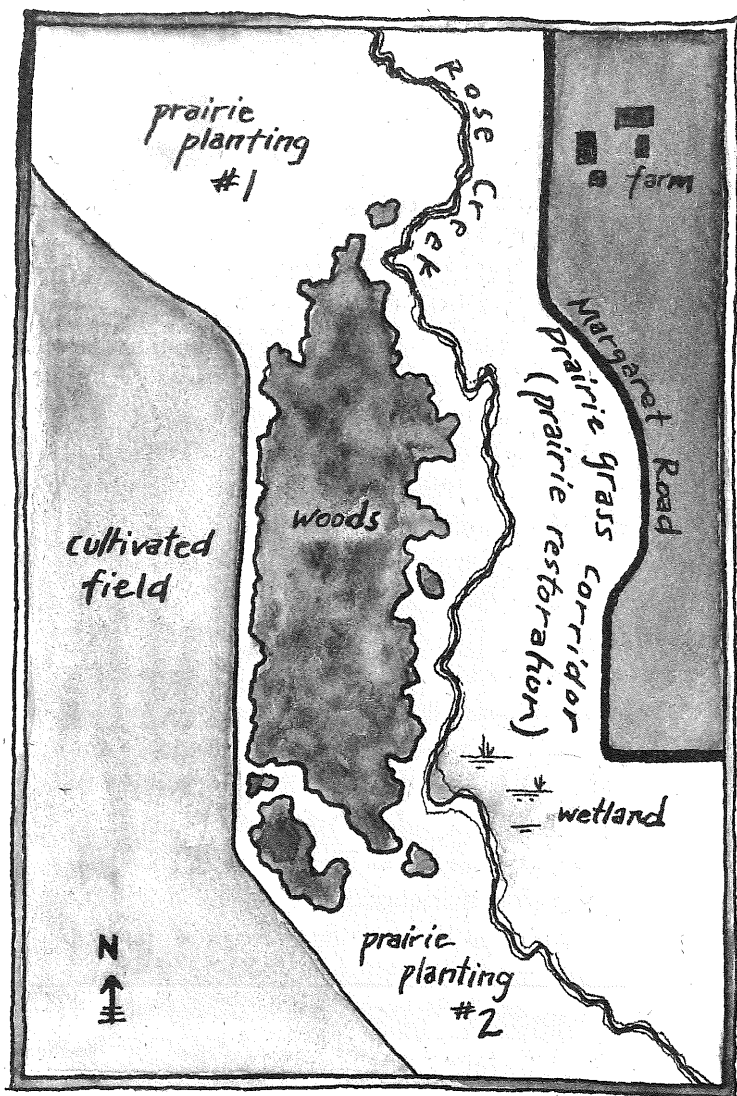 prairie
planting
#1
Rose Creek
farm
Margaret Road
prairie grass corridor
(prairie restoration)
woods
cultivated
field
wetland
N
prairie
planting
#2